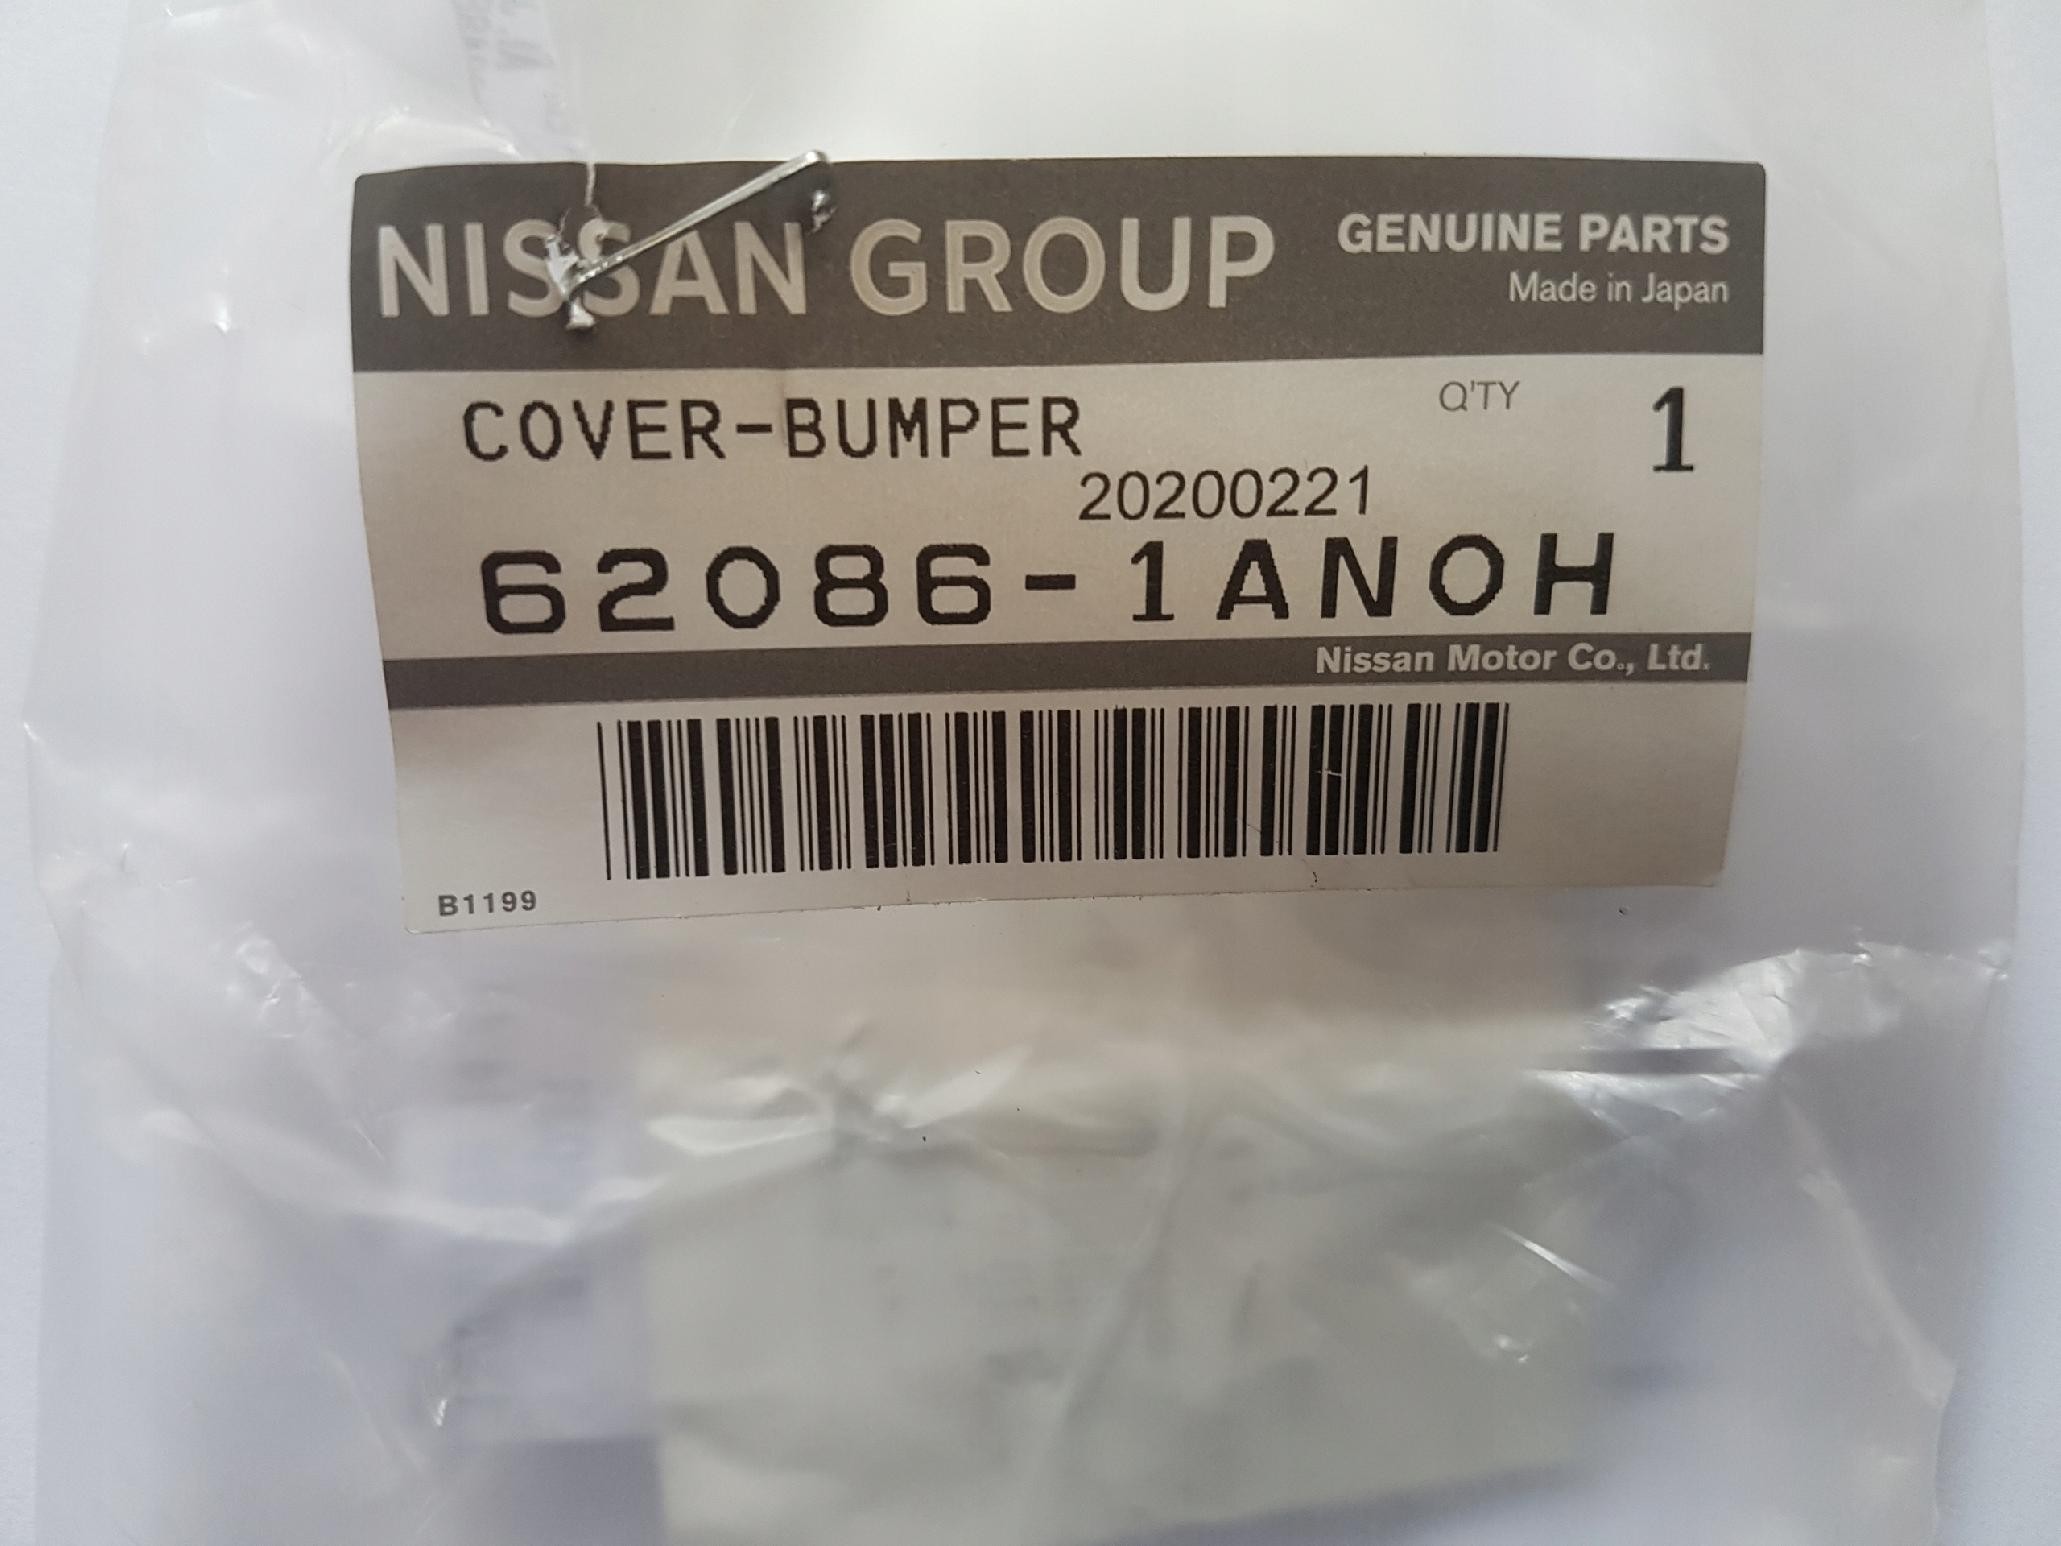 NISSAN GROUP
GENUINE PARTS
Made in Japan
COVER-BUMPER
Q'TY 1
20200221
62086-1AN0H
Nissan Motor Co., Ltd.
B1199